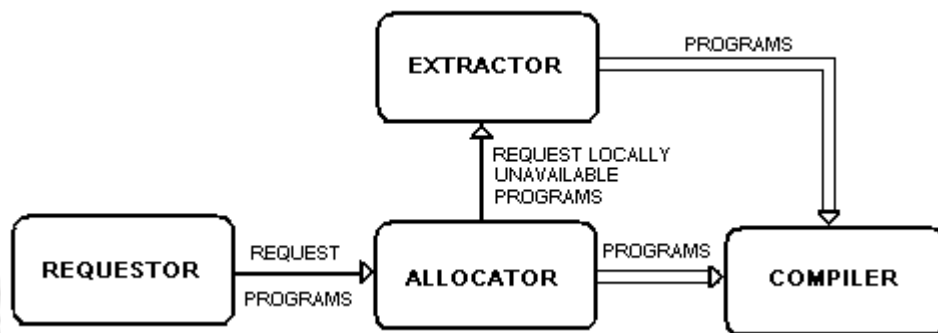 EXTRACTOR
PROGRAMS
REQUEST LOCALLY
UNAVAILABLE
PROGRAMS
REQUESTOR
REQUEST
PROGRAMS
ALLOCATOR
PROGRAMS
COMPILER